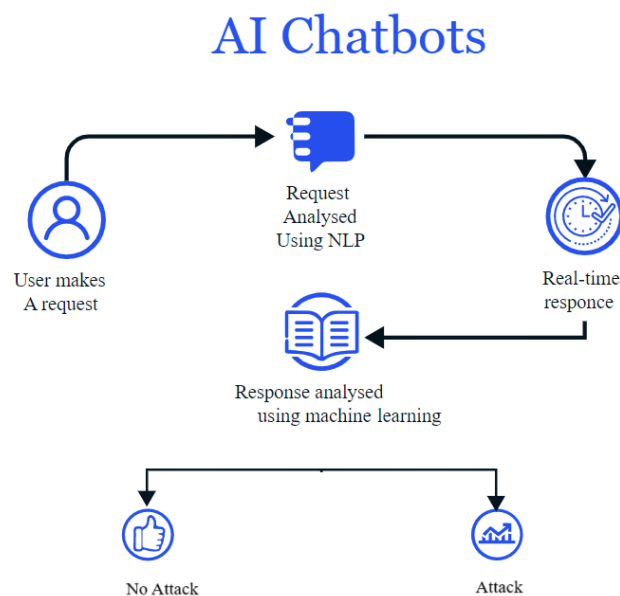 AI Chatbots
Request
Analysed
Using NLP
User makes
A request
Real-time
responce
Response analysed
using machine learning
No Attack
Attack